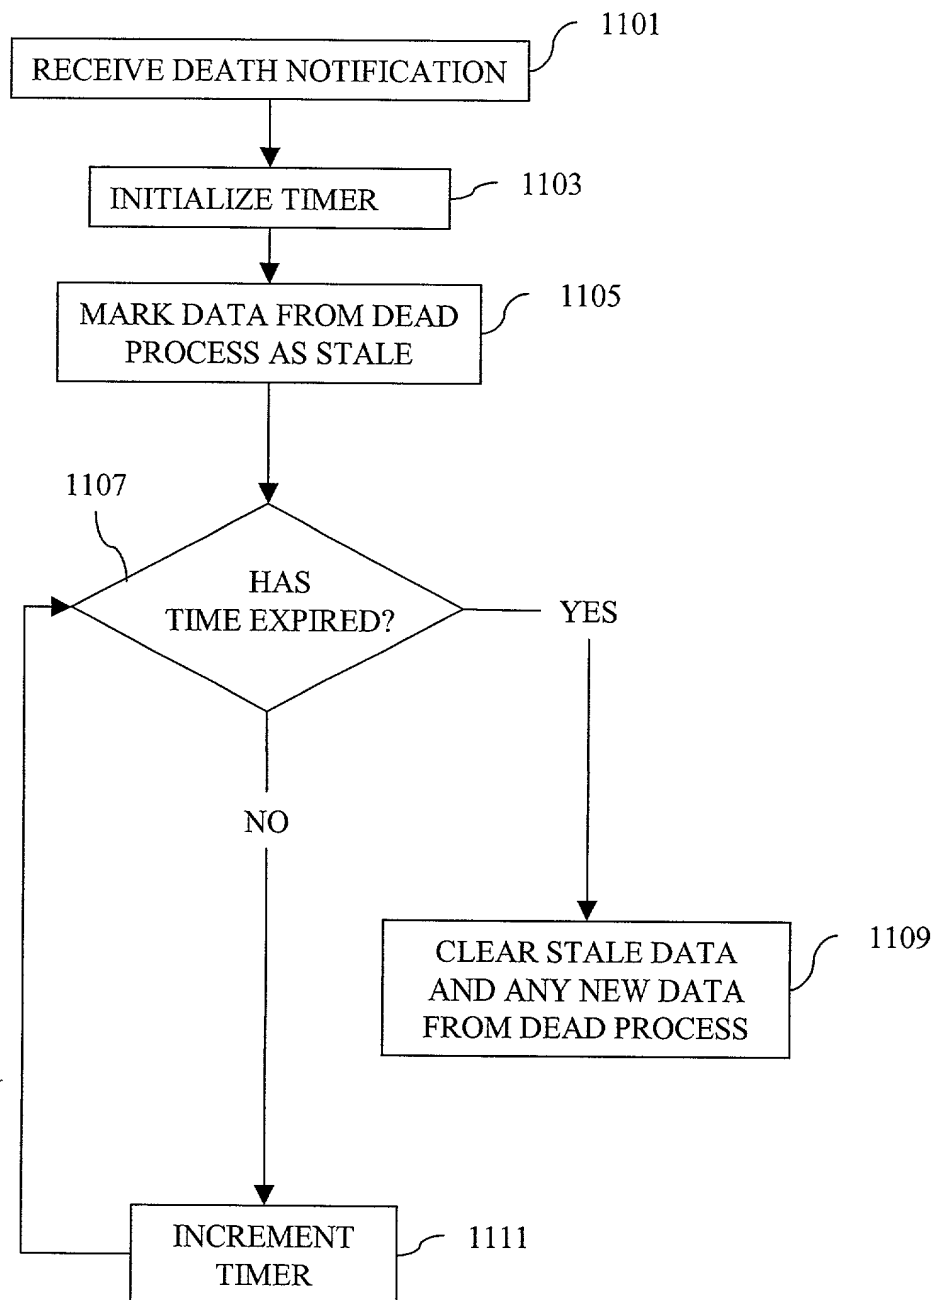 1101
RECEIVE DEATH NOTIFICATION
1103
INITIALIZE TIMER
1105
MARK DATA FROM DEAD
PROCESS AS STALE
1107
HAS
TIME EXPIRED?
YES
NO
1109
CLEAR STALE DATA
AND ANY NEW DATA
FROM DEAD PROCESS
1111
INCREMENT
TIMER